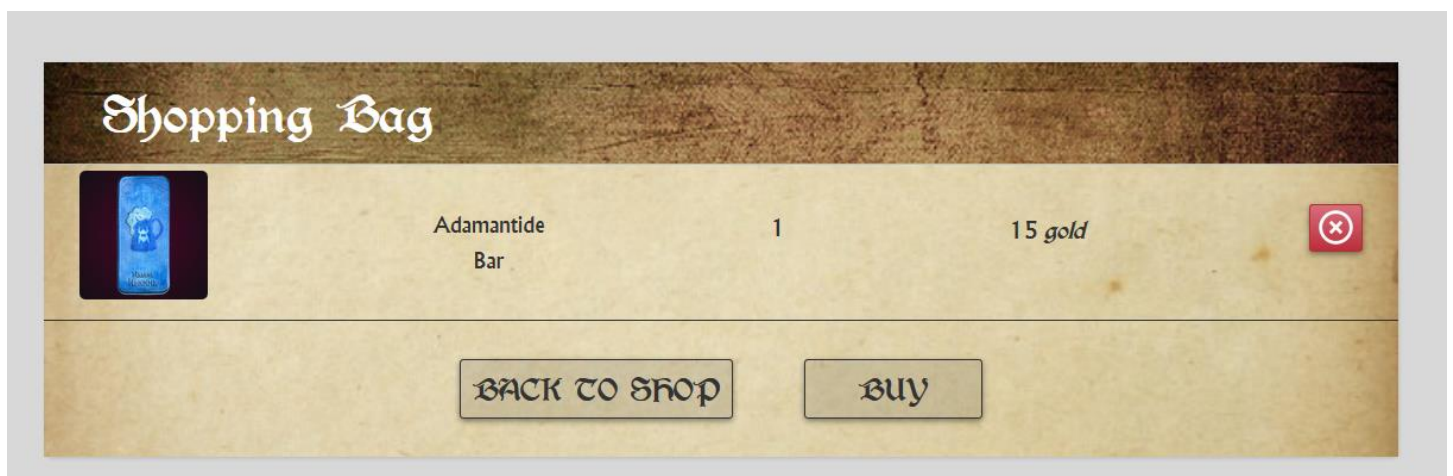 Shopping Bag
Adamantide
Bar
1
15 gold
BACK TO SHOP
BUY